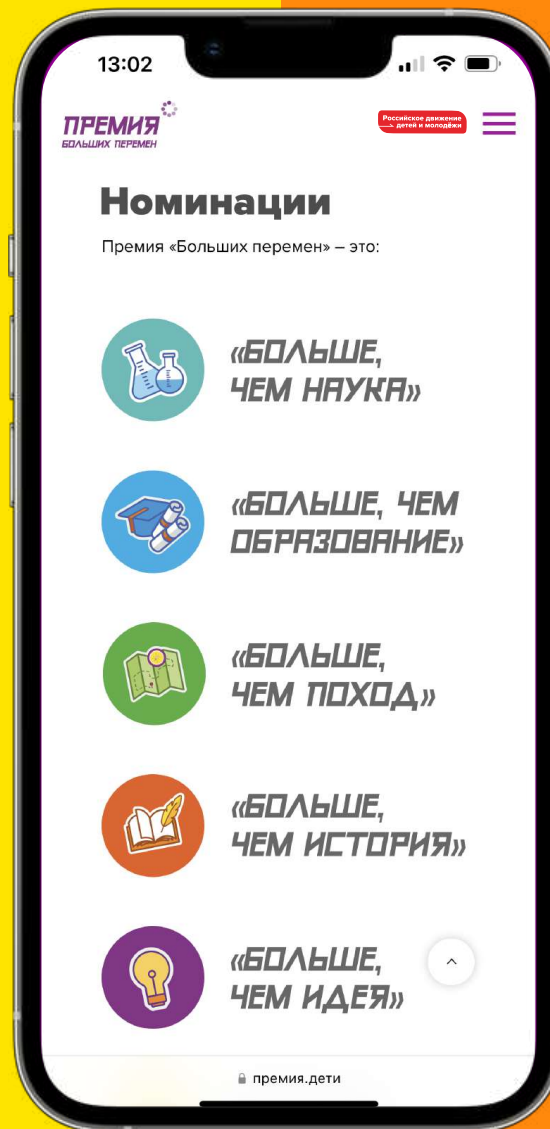 13:02
ПРЕМИЯ
БОЛЬШИХ ПЕРЕМЕН
Российское движение
детей и молодёжи
Номинации
Премия «Больших перемен» – это:
«БОЛЬШЕ,
ЧЕМ НАУКА»
«БОЛЬШЕ, ЧЕМ
ОБРАЗОВАНИЕ»
«БОЛЬШЕ,
ЧЕМ ПОХОД»
«БОЛЬШЕ,
ЧЕМ ИСТОРИЯ»
«БОЛЬШЕ,
ЧЕМ ИДЕЯ»
премия.дети